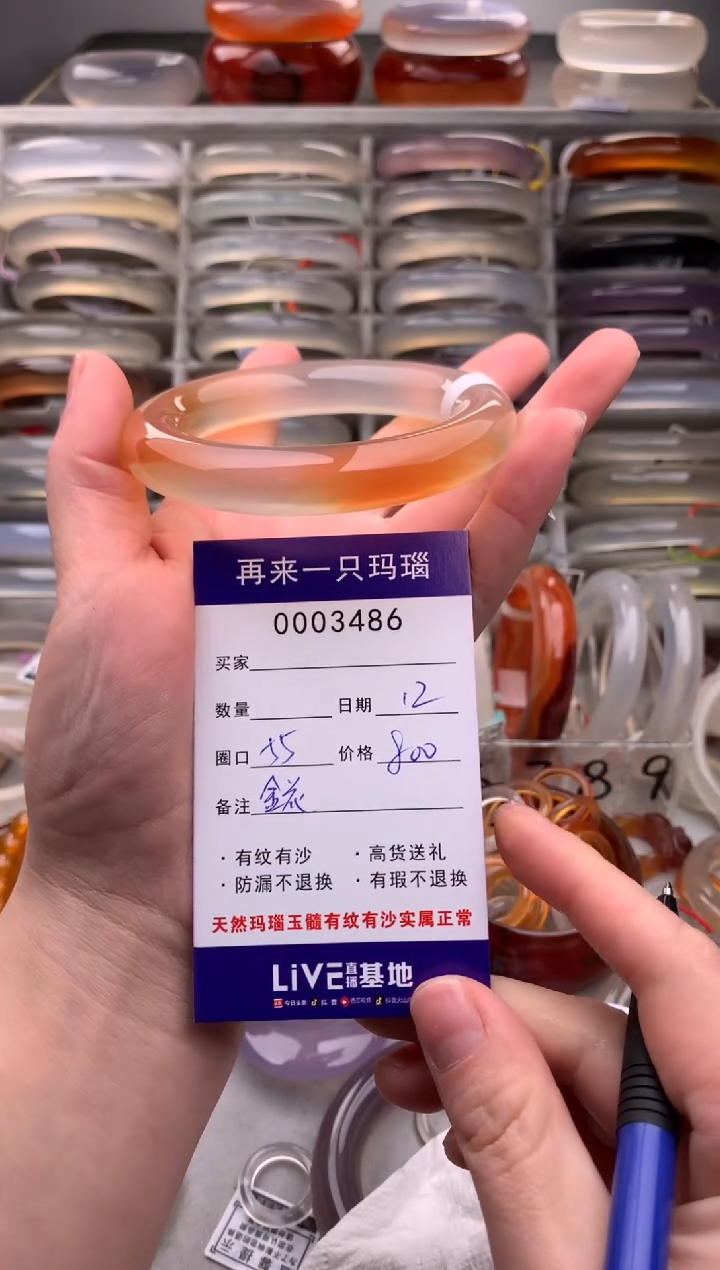 再来一只玛瑙
0003486
买家
数量 日期 12
圈口 55 价格 800
备注
·有纹有沙 ·高货送礼
·防漏不退换 ·有瑕不退换
天然玛瑙玉髓有纹有沙实属正常
LiVE直播基地
89